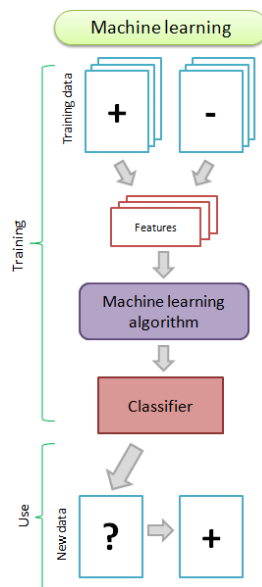 Machine learning
Training data
+
-
Features
Training
Machine learning
algorithm
Classifier
Use
New data
?
+